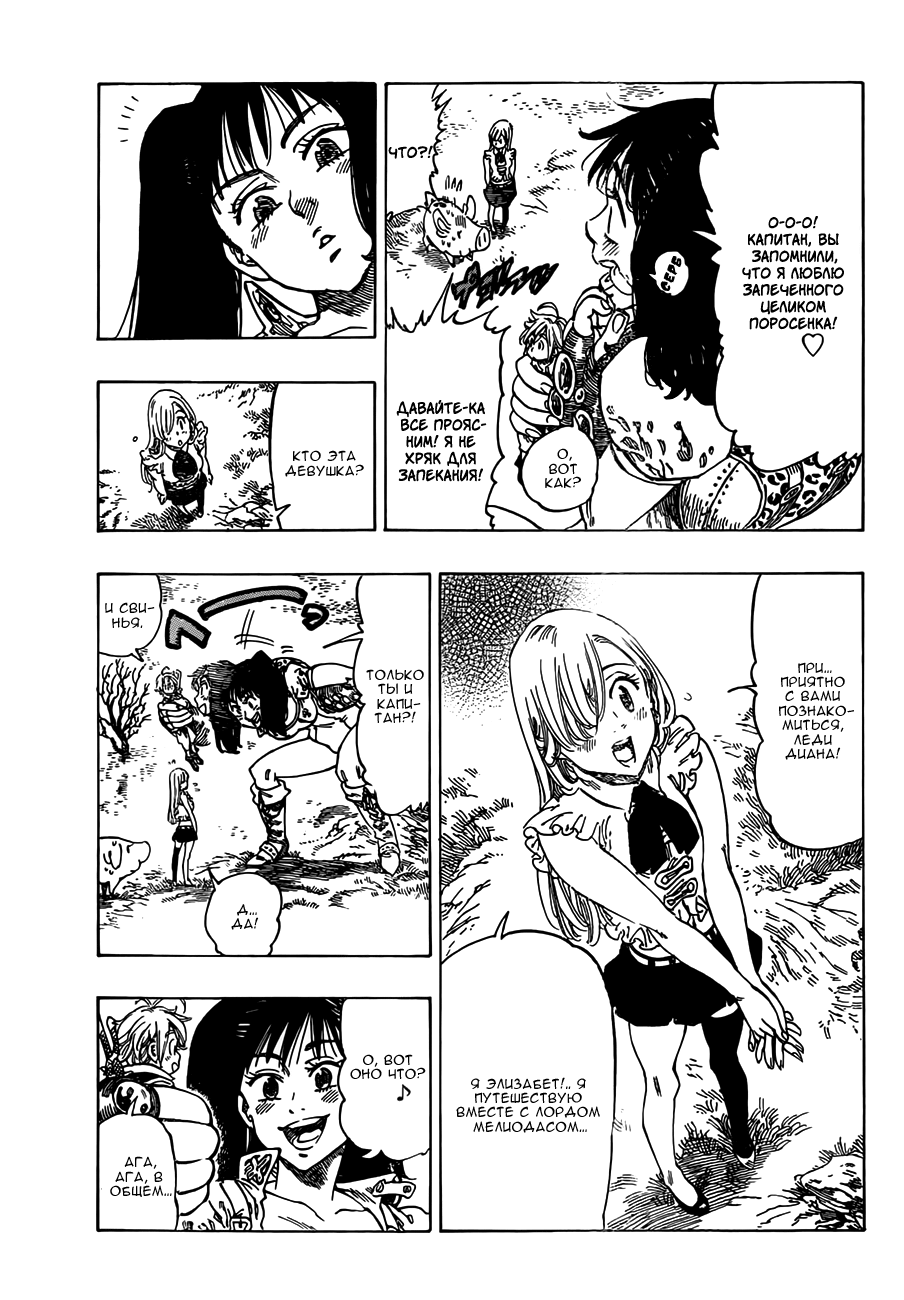 О-О-О!
КАПИТАН, ВЫ
ЗАПОМНИЛИ,
ЧТО Я ЛЮБЛЮ
ЗАПЕЧЕННОГО
ЦЕЛИКОМ
ПОРОСЕНКА!
♡
СЕРБ
ЧТО?!
ДАВАЙТЕ-КА
ВСЕ ПРОЯС-
НИМ! Я НЕ
ХРЯК ДЛЯ
ЗАПЕКАНИЯ!
О,
ВОТ
КАК?
КТО ЭТА
ДЕВУШКА?
ПРИ...
ПРИЯТНО
С ВАМИ
ПОЗНАКО-
МИТЬСЯ,
ЛЕДИ
ДИАНА!
Я ЭЛИЗАБЕТ!.. Я
ПУТЕШЕСТВУЮ
ВМЕСТЕ С ЛОРДОМ
МЕЛИОДАСОМ...
ТОЛЬКО
ТЫ И
КАПИ-
ТАН?!
И СВИ-
НЬЯ.
Д...
ДА!
О, ВОТ
ОНО ЧТО?
♪
АГА,
АГА, В
ОБЩЕМ...